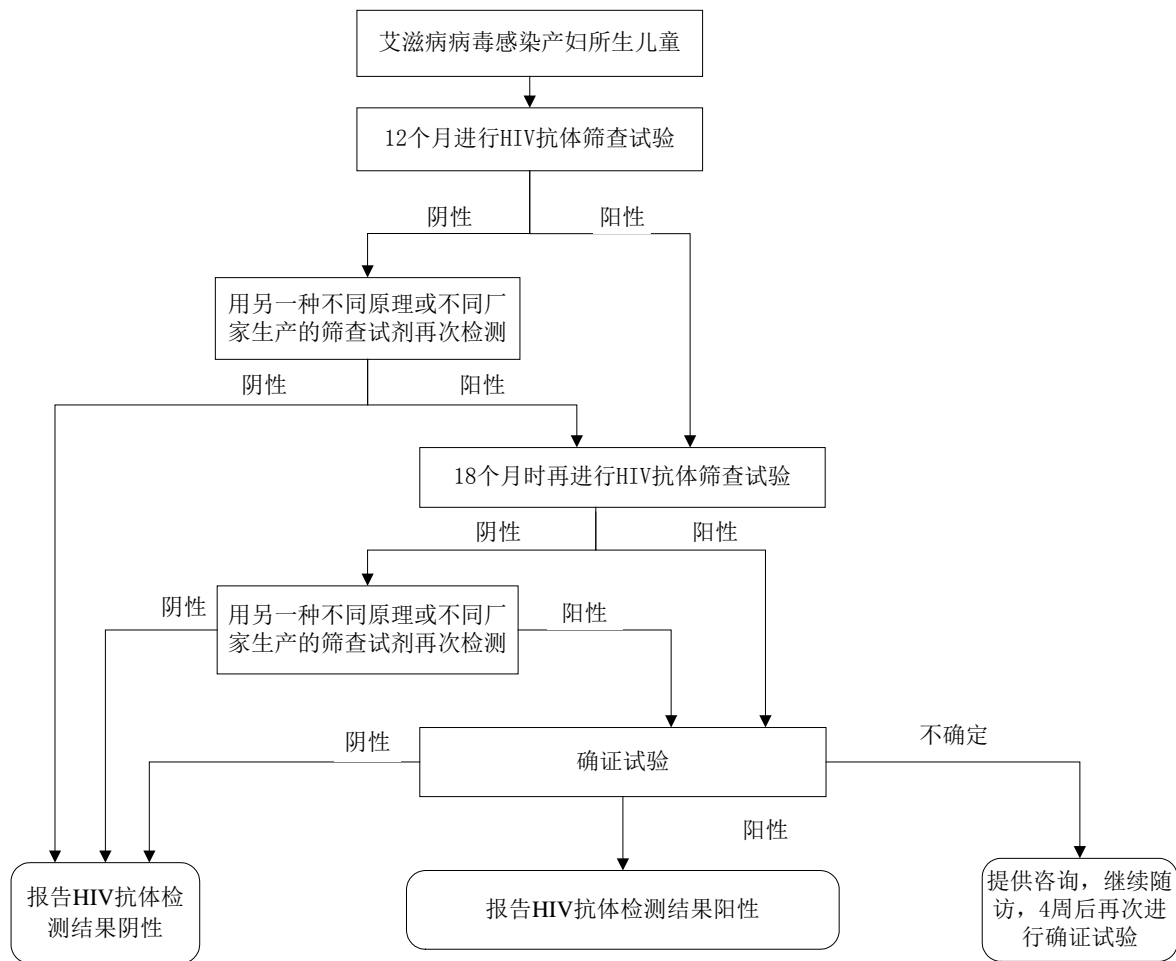 艾滋病病毒感染产妇所生儿童
12个月进行HIV抗体筛查试验
阴性
阳性
用另一种不同原理或不同厂
家生产的筛查试剂再次检测
阴性
阳性
18个月时再进行HIV抗体筛查试验
阴性
阳性
阴性
用另一种不同原理或不同厂
家生产的筛查试剂再次检测
阳性
阴性
确证试验
不确定
阳性
报告HIV抗体检
测结果阴性
报告HIV抗体检测结果阳性
提供咨询，继续随
访，4周后再次进
行确证试验